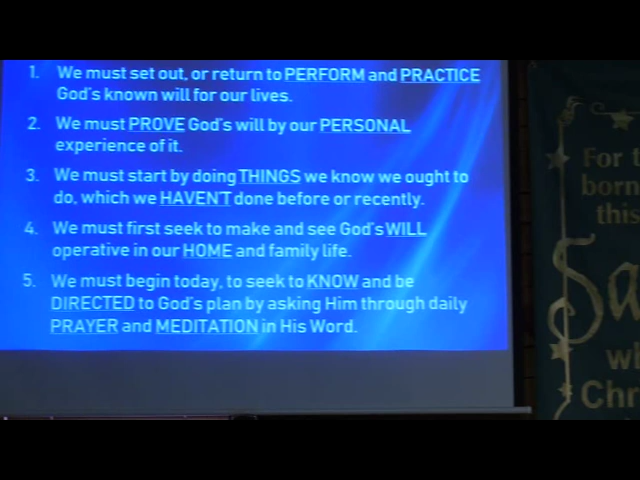 1. We must set out, or return to PERFORM and PRACTICE
God's known will for our lives.
2. We must PROVE God's will by our PERSONAL
experience of it.
3. We must start by doing THINGS we know we ought to
do, which we HAVEN'T done before or recently.
4. We must first seek to make and see God's WILL
operative in our HOME and family life.
5. We must begin today, to seek to KNOW and be
DIRECTED to God's plan by asking Him through daily
PRAYER and MEDITATION in His Word.
For t
born
this
Sa
wi
Chr